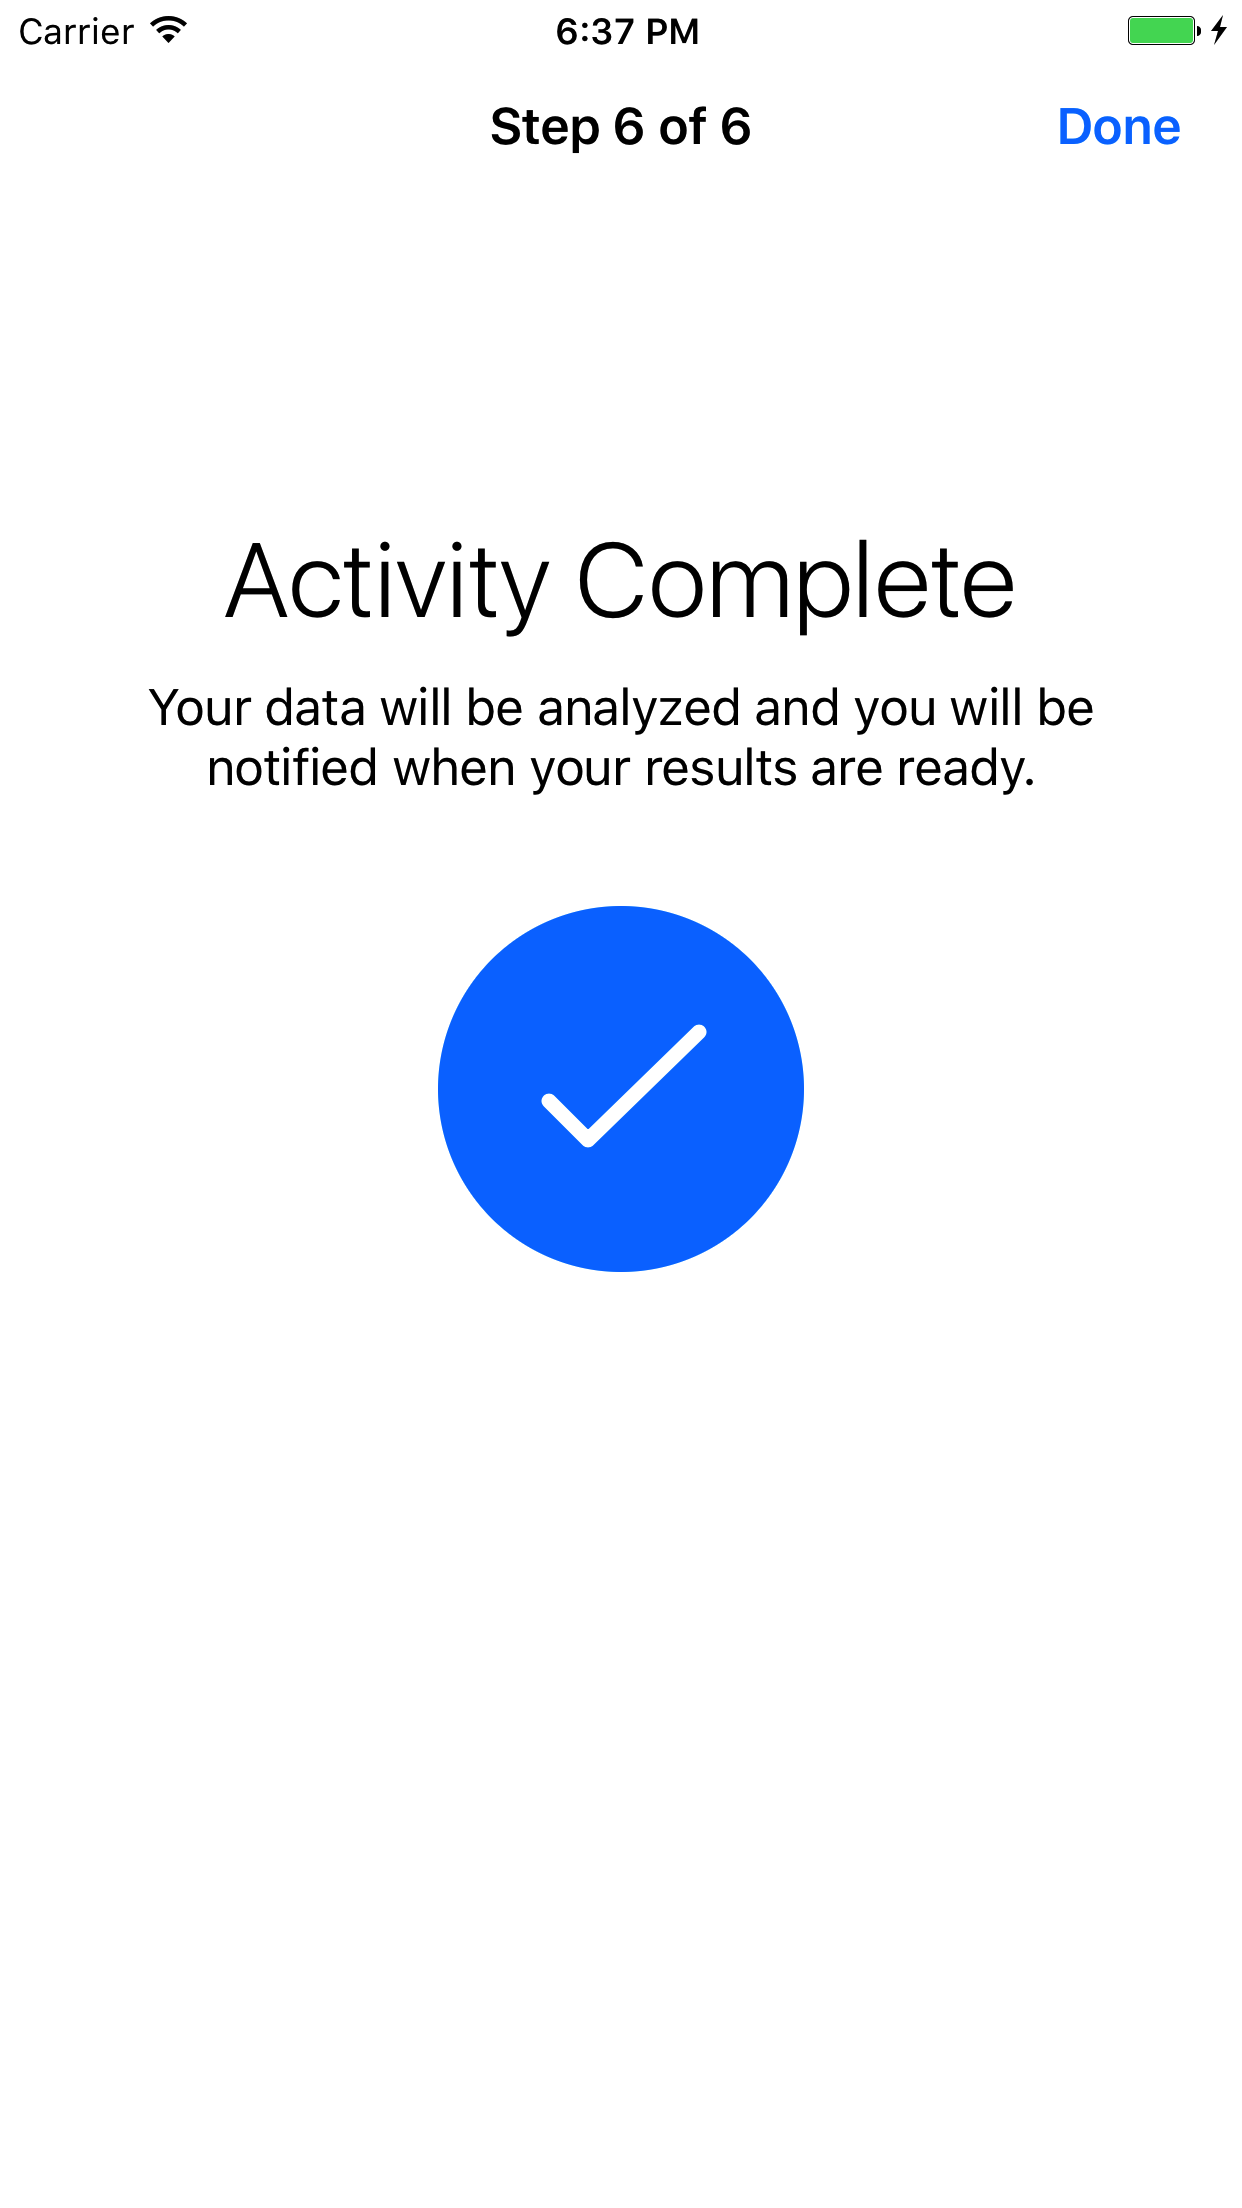 Carrier 6:37 PM
Step 6 of 6 Done
Activity Complete
Your data will be analyzed and you will be
notified when your results are ready.